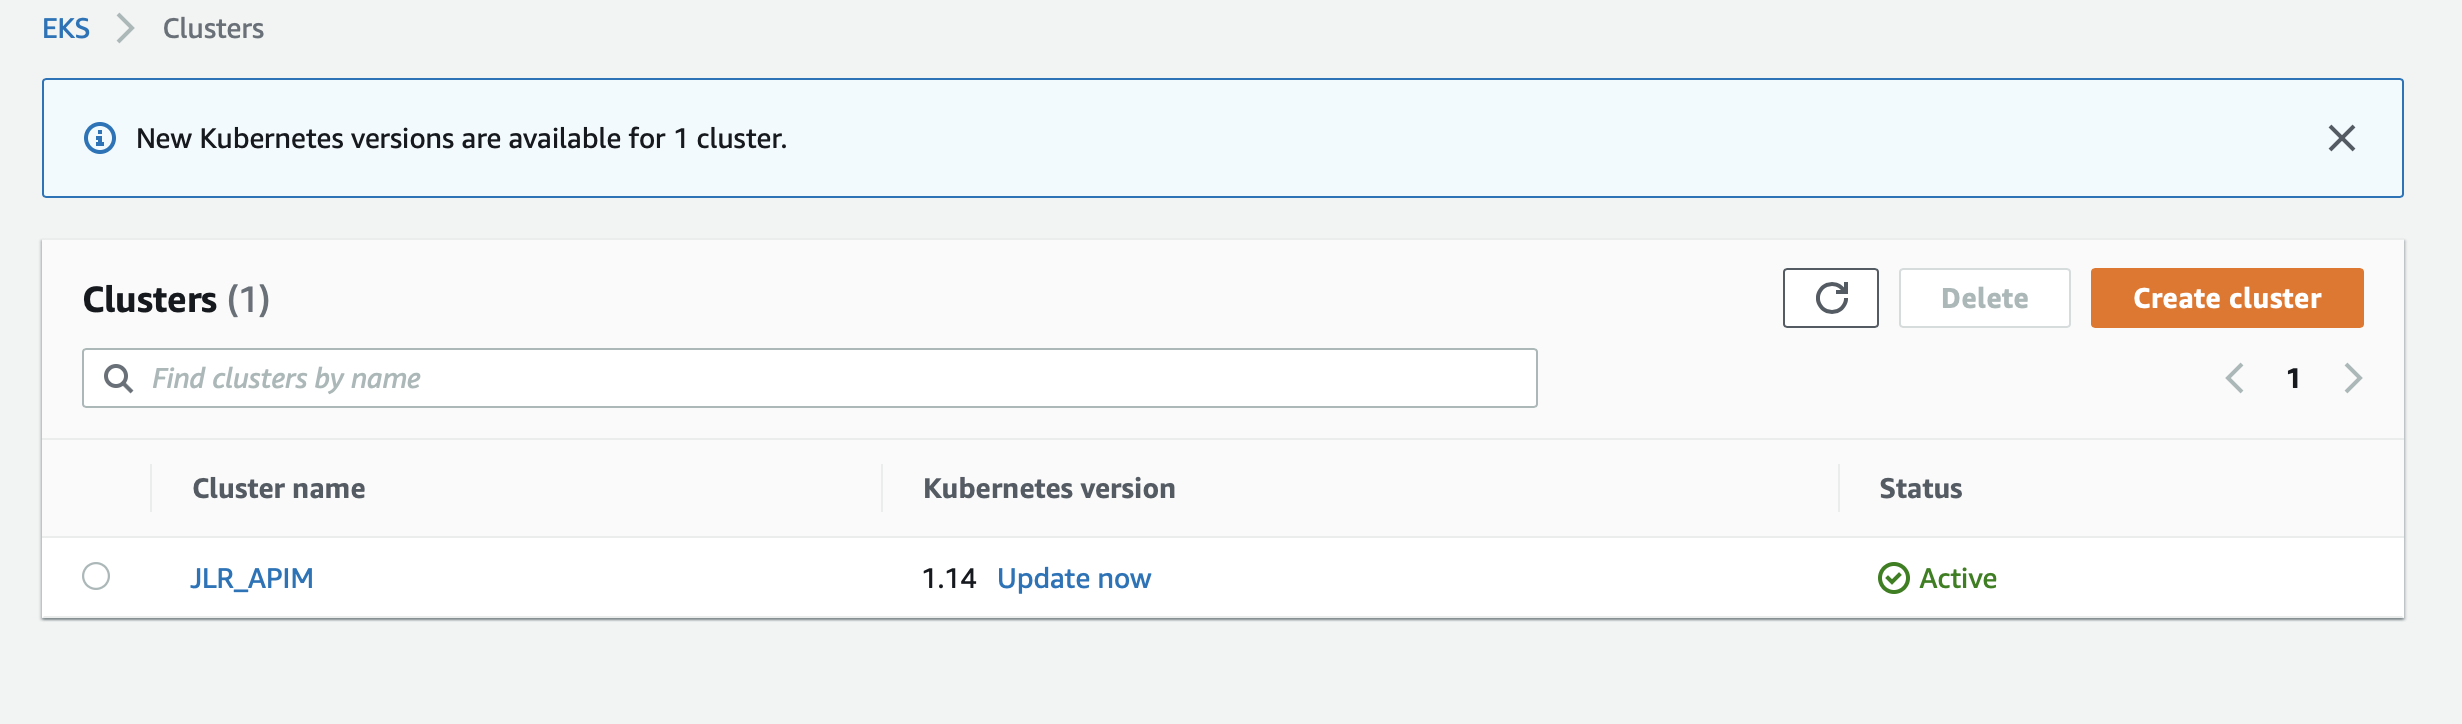 EKS > Clusters
New Kubernetes versions are available for 1 cluster.
Clusters (1)
Delete
Create cluster
Find clusters by name
1
Cluster name Kubernetes version Status
JLR_APIM 1.14 Update now Active